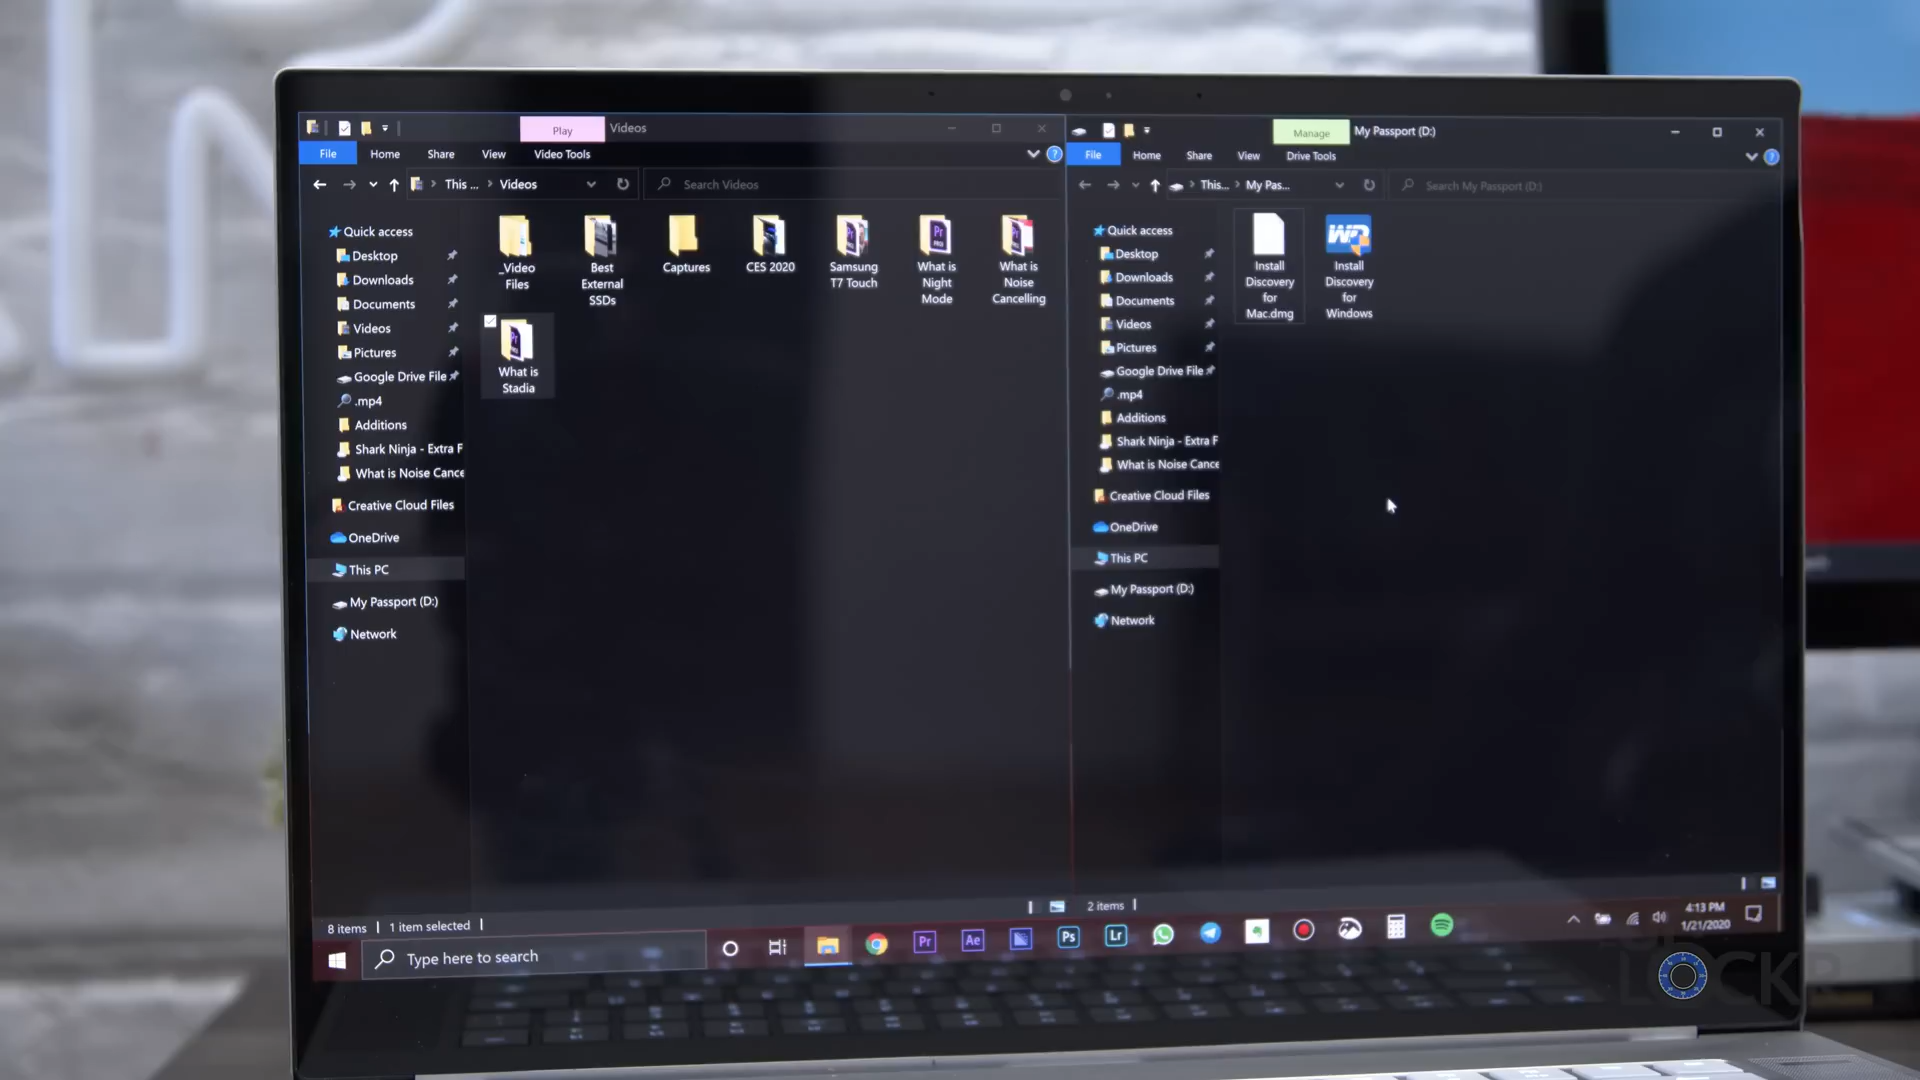 Play
Videos
File
Home
Share
View
Video Tools
This ...
Videos
Search Videos
Quick access
Desktop
Downloads
Documents
Videos
Pictures
Google Drive File
.mp4
Additions
Shark Ninja - Extra F
What is Noise Cance
Creative Cloud Files
OneDrive
This PC
My Passport (D:)
Network
_Video
Files
Best
External
SSDs
Captures
CES 2020
Samsung
T7 Touch
What is
Night
Mode
What is
Noise
Cancelling
What is
Stadia
8 items
1 item selected
Manage
My Passport (D:)
File
Home
Share
View
Drive Tools
This...
My Pas...
Search My Passport (D:)
Quick access
Desktop
Downloads
Documents
Videos
Pictures
Google Drive File
.mp4
Additions
Shark Ninja - Extra F
What is Noise Cance
Creative Cloud Files
OneDrive
This PC
My Passport (D:)
Network
Install
Discovery
for
Mac.dmg
WD
Install
Discovery
for
Windows
2 items
Type here to search
Pr
Ae
Ps
Lr
4:13 PM
1/21/2020